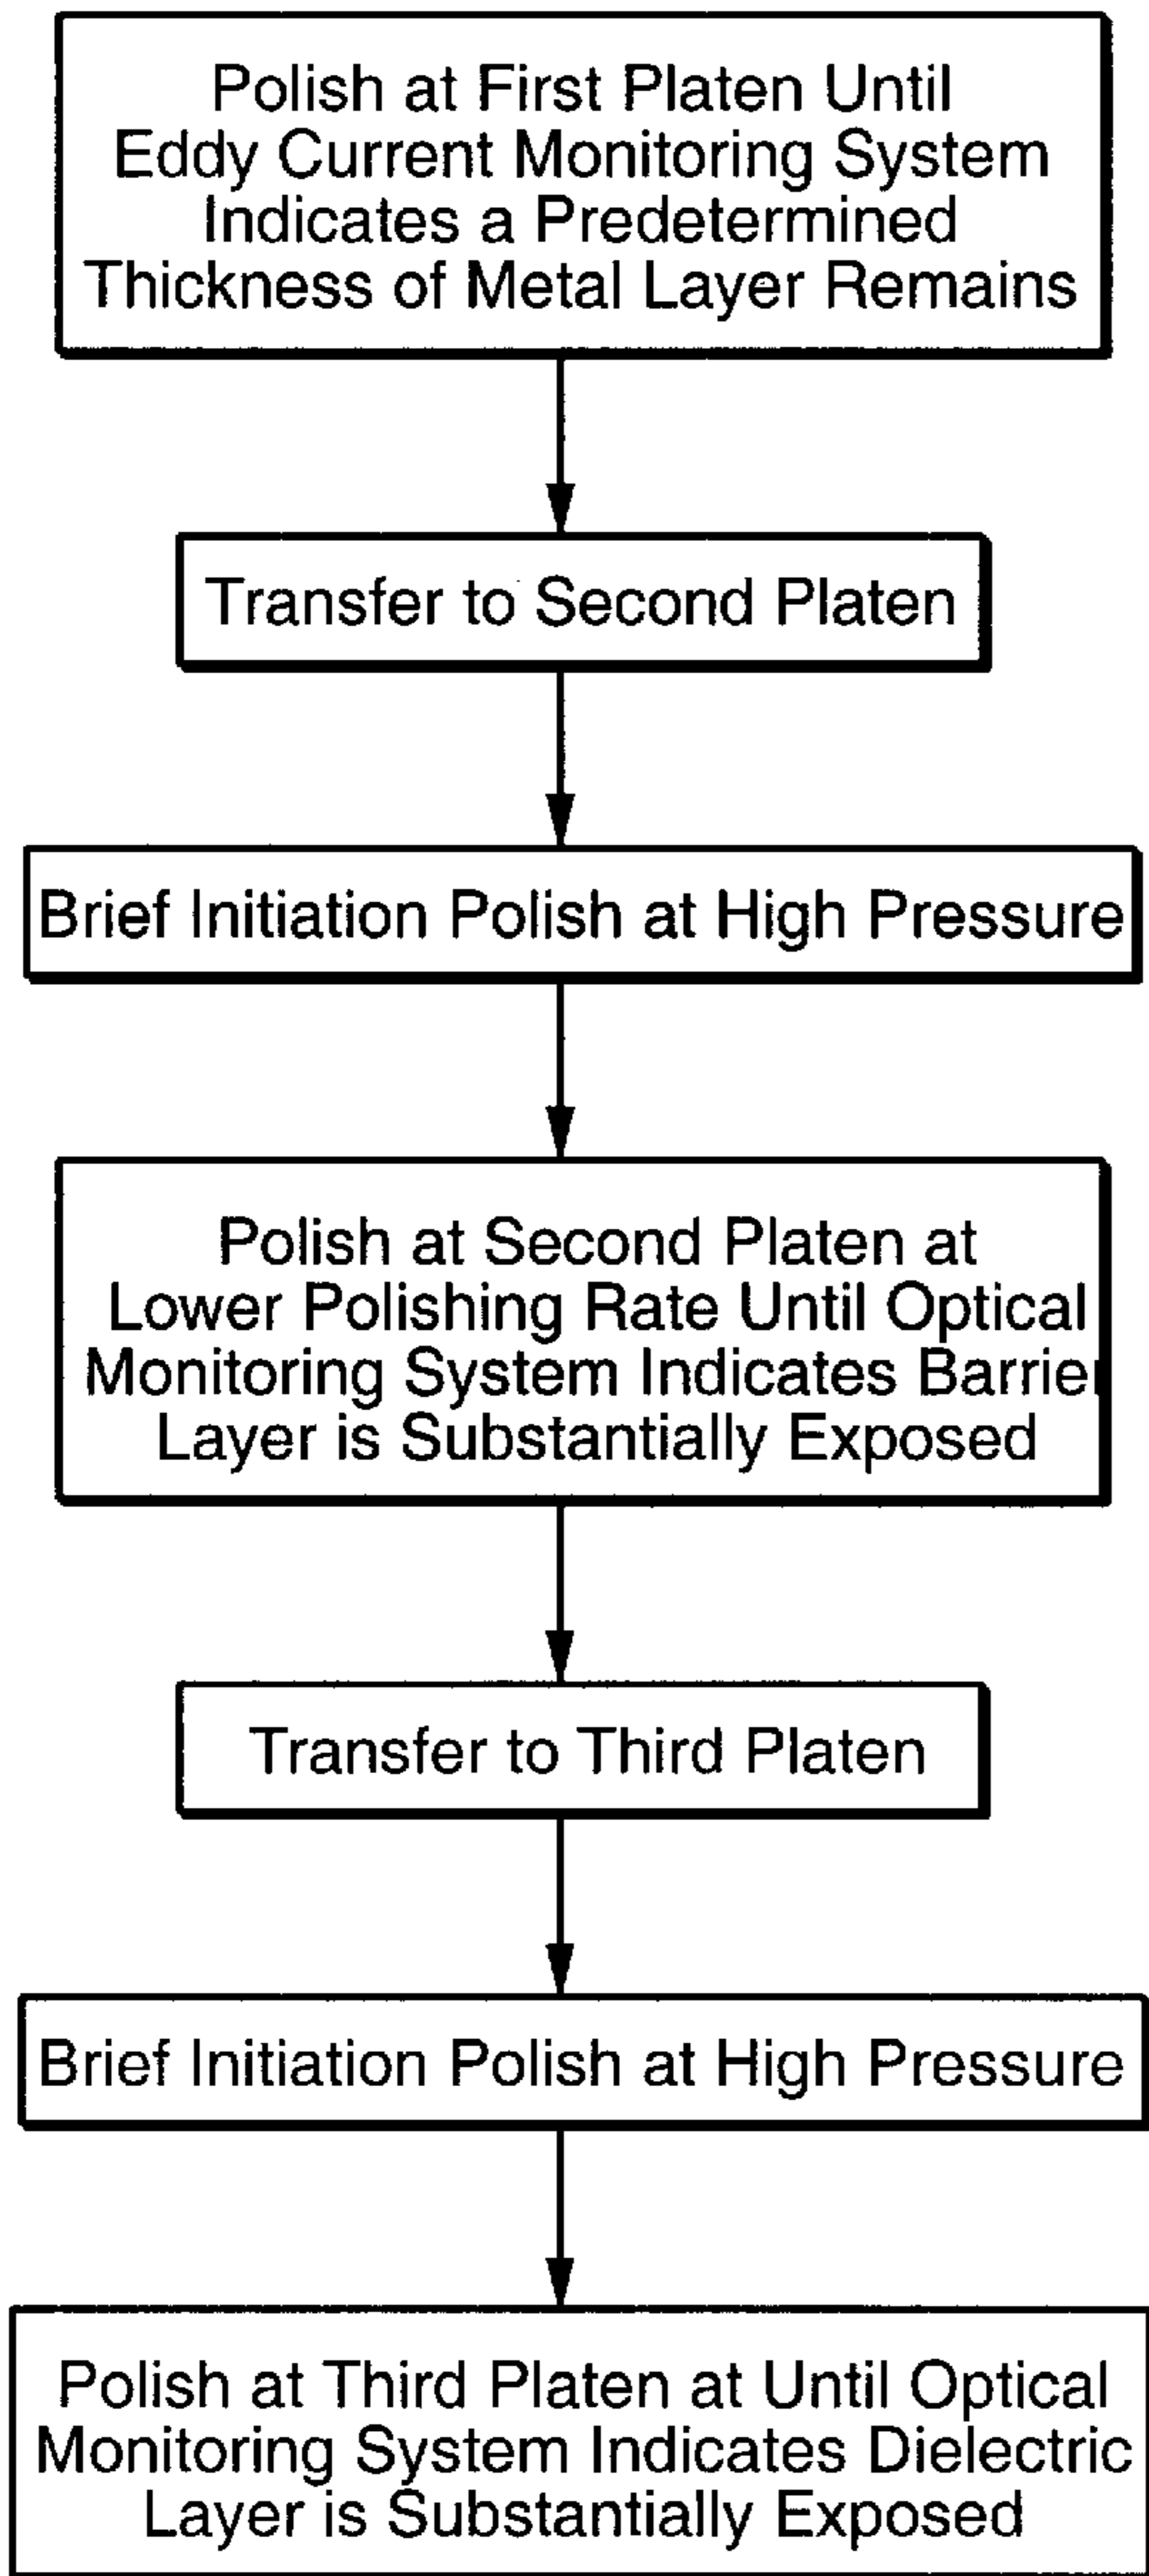 Polish at First Platen Until
Eddy Current Monitoring System
Indicates a Predetermined
Thickness of Metal Layer Remains
Transfer to Second Platen
Brief Initiation Polish at High Pressure
Polish at Second Platen at
Lower Polishing Rate Until Optical
Monitoring System Indicates Barrier
Layer is Substantially Exposed
Transfer to Third Platen
Brief Initiation Polish at High Pressure
Polish at Third Platen at Until Optical
Monitoring System Indicates Dielectric
Layer is Substantially Exposed